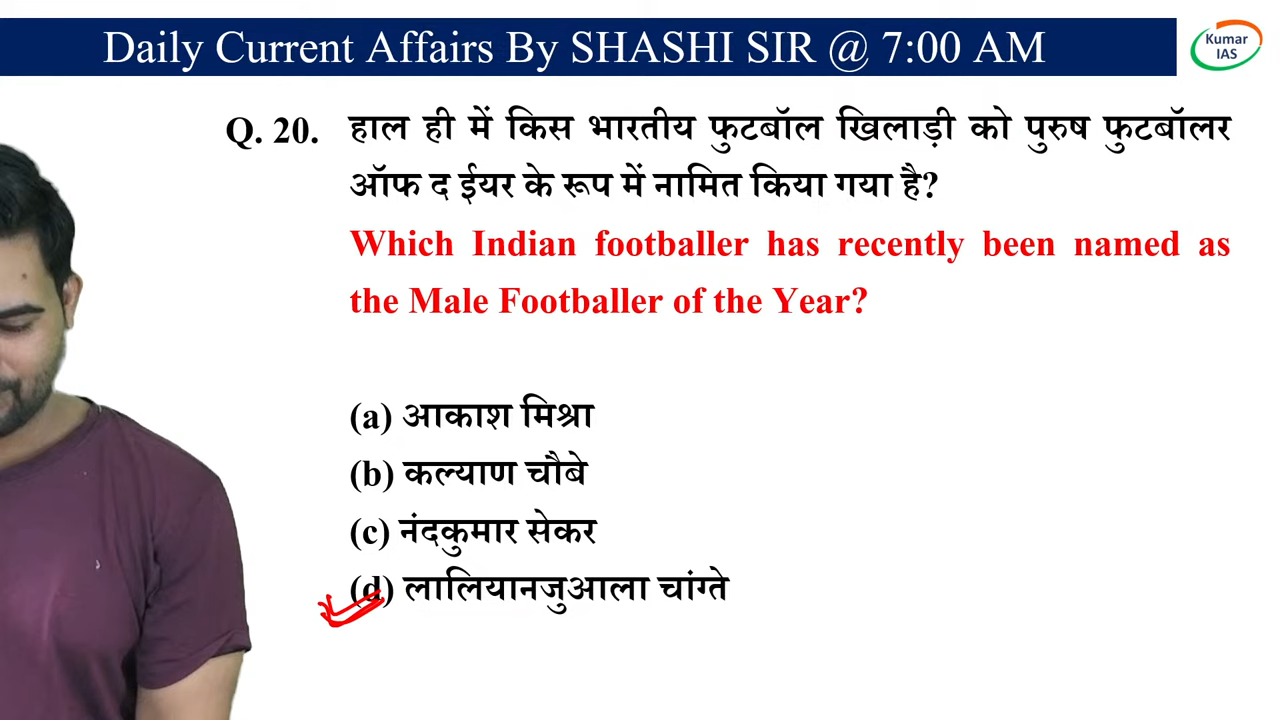 Daily Current Affairs By SHASHI SIR @ 7:00 AM
Kumar
IAS
Q. 20. हाल ही में किस भारतीय फुटबॉल खिलाड़ी को पुरुष फुटबॉलर
ऑफ द ईयर के रूप में नामित किया गया है?
Which Indian footballer has recently been named as
the Male Footballer of the Year?
(a) आकाश मिश्रा
(b) कल्याण चौबे
(c) नंदकुमार सेकर
(d) लालियानजुआला चांग्ते